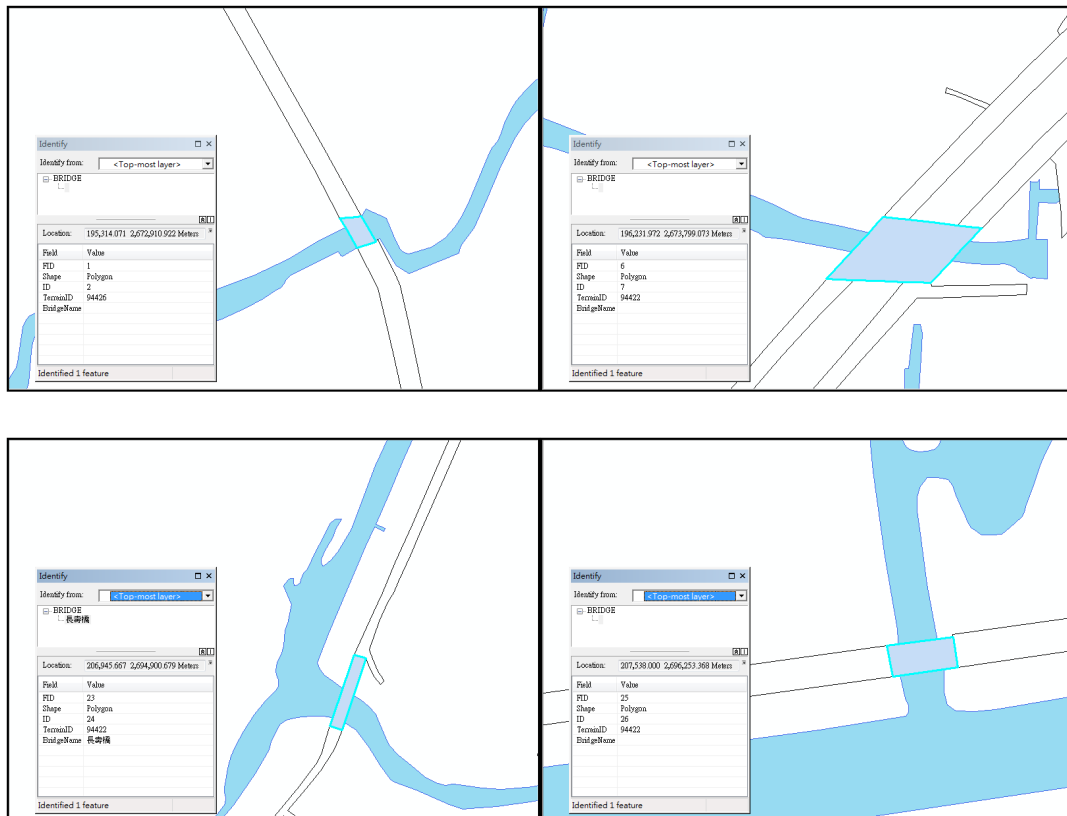 Identify
Identify from: <Top-most layer>
BRIDGE
Location: 195,314.071 2,672,910.922 Meters
Field Value
FID 1
Shape Polygon
ID 2
TerrainID 94426
BridgeName
Identified 1 feature
Identify
Identify from: <Top-most layer>
BRIDGE
Location: 196,231.972 2,673,799.073 Meters
Field Value
FID 6
Shape Polygon
ID 7
TerrainID 94422
BridgeName
Identified 1 feature
Identify
Identify from: <Top-most layer>
BRIDGE
長壽橋
Location: 206,945.667 2,694,900.679 Meters
Field Value
FID 23
Shape Polygon
ID 24
TerrainID 94422
BridgeName 長壽橋
Identified 1 feature
Identify
Identify from: <Top-most layer>
BRIDGE
Location: 207,538.000 2,696,253.368 Meters
Field Value
FID 25
Shape Polygon
ID 26
TerrainID 94422
BridgeName
Identified 1 feature